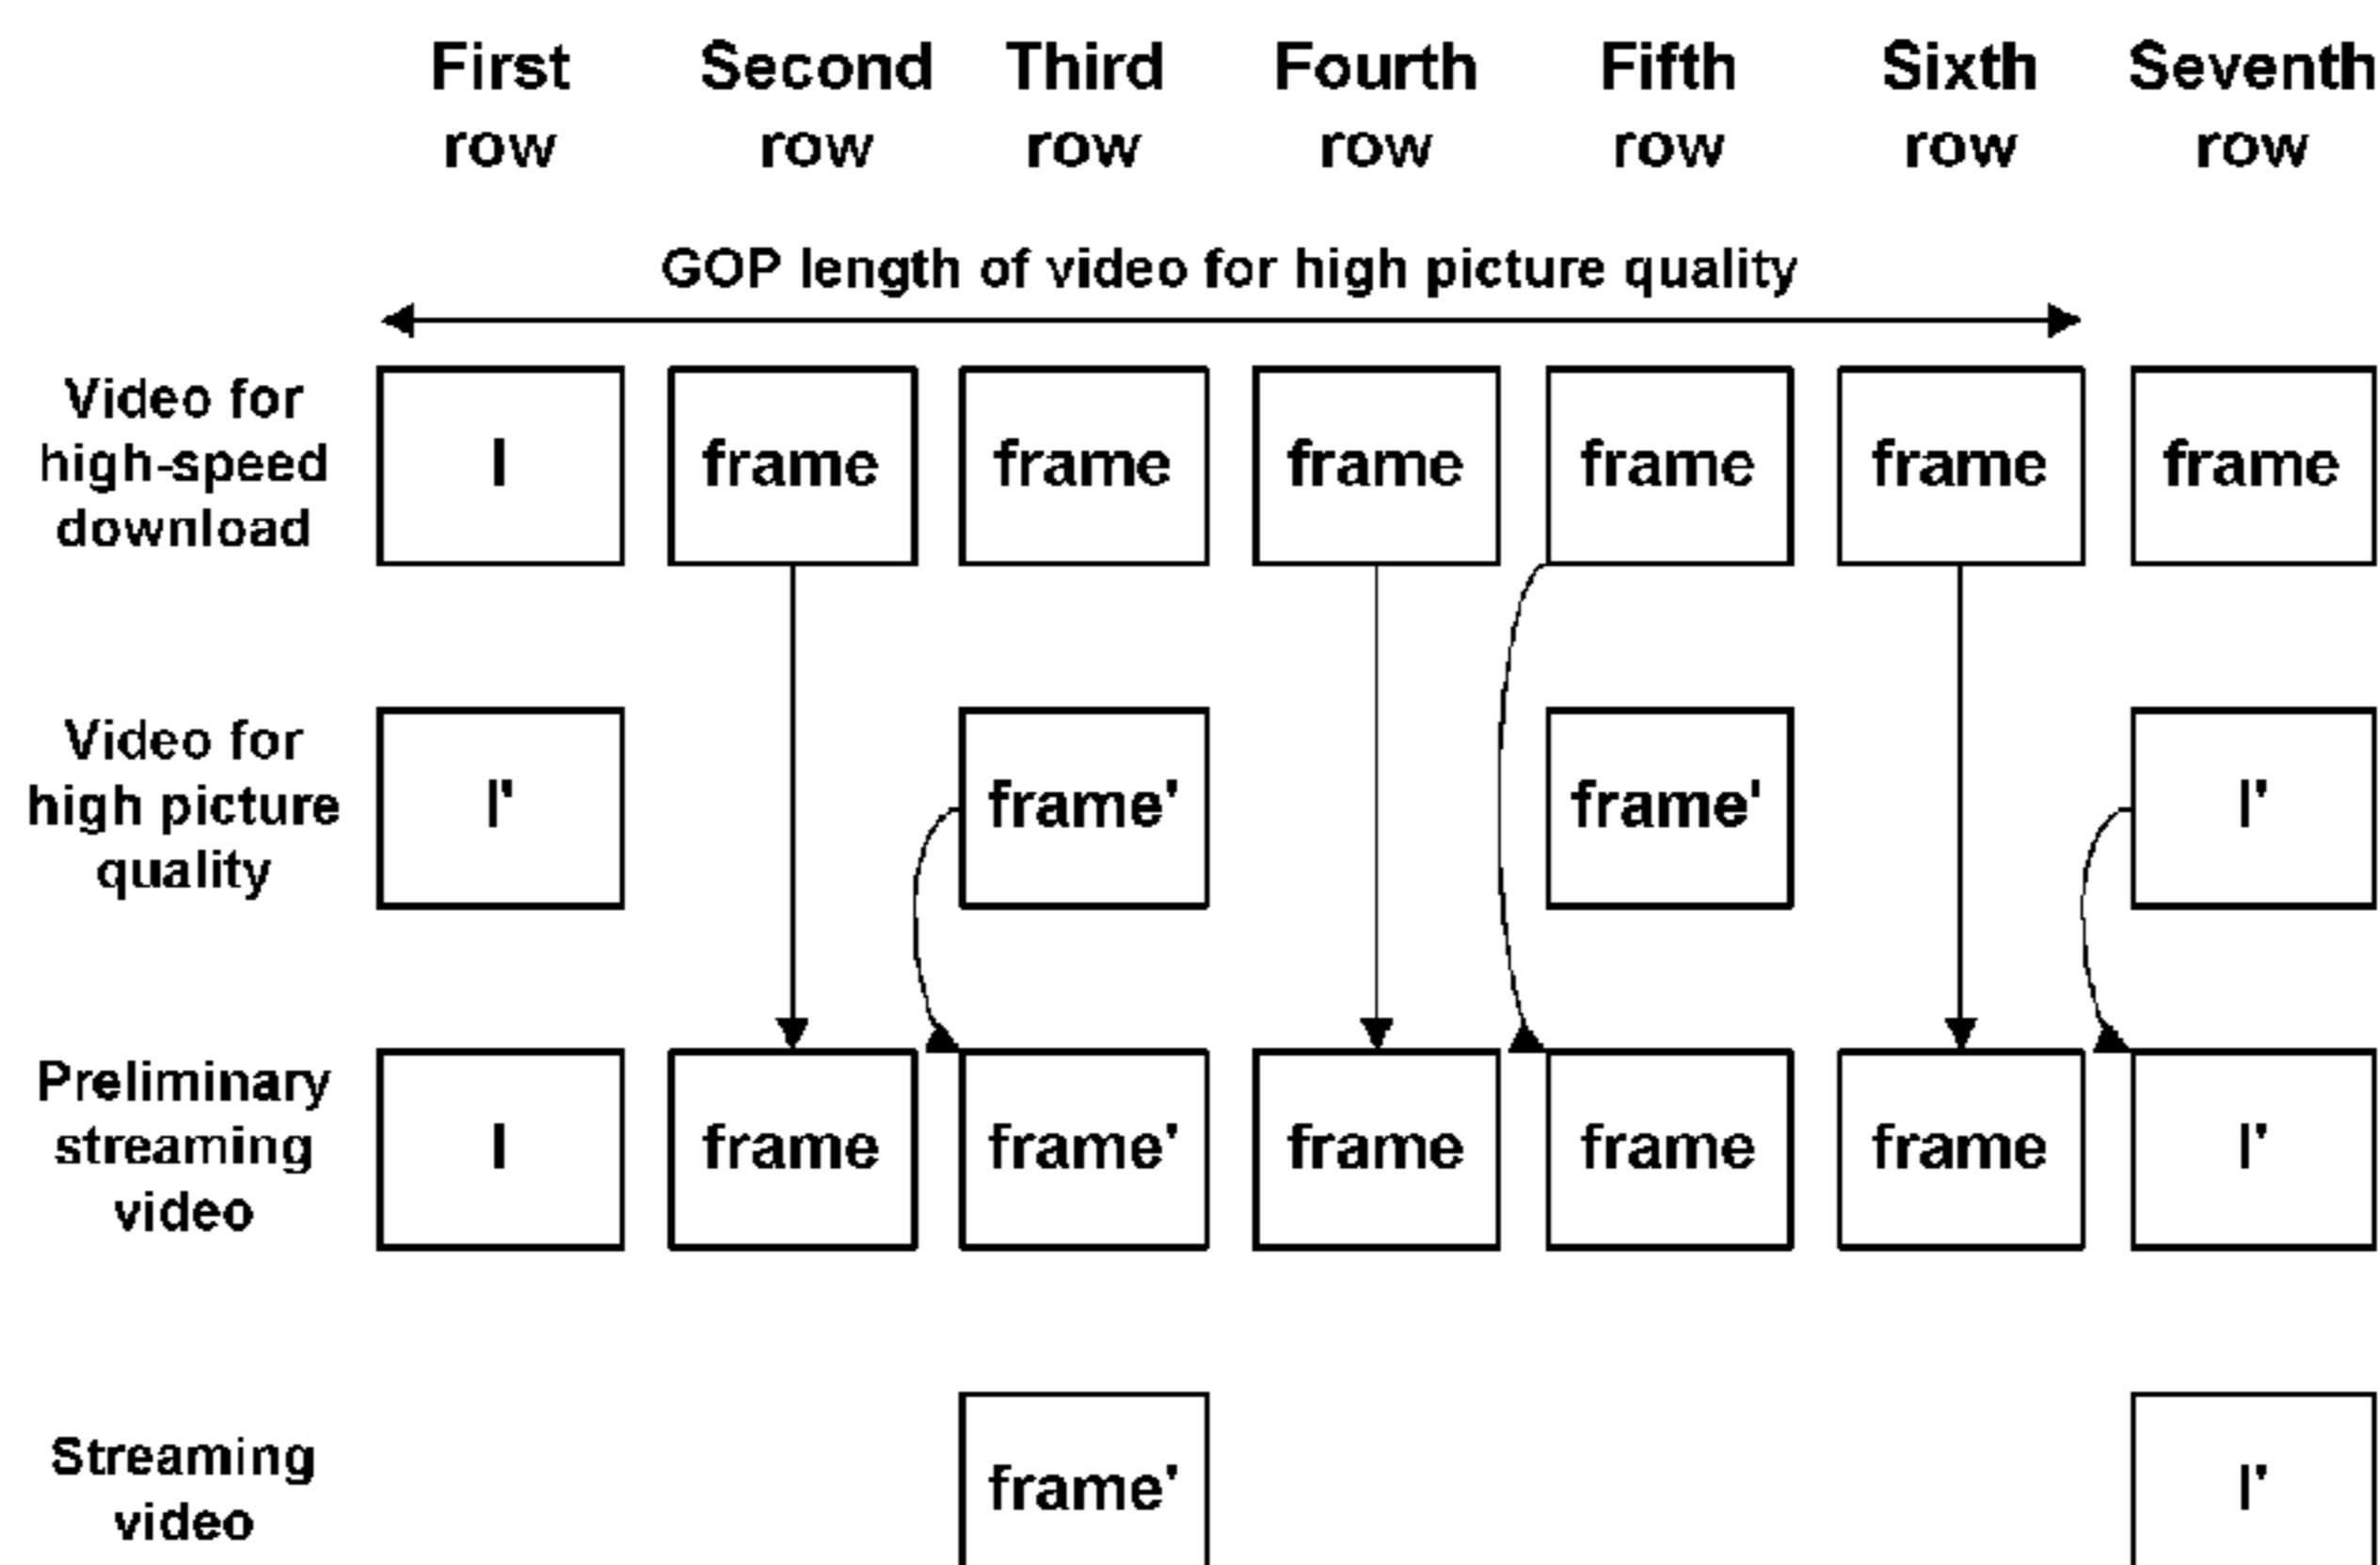 First Second Third Fourth Fifth Sixth Seventh
row row row row row row row
GOP length of video for high picture quality
Video for
high-speed
download
I frame frame frame frame frame frame
Video for
high picture
quality
I' frame' frame' I'
Preliminary
streaming
video
I frame frame' frame frame frame I'
Streaming
video
frame' I'